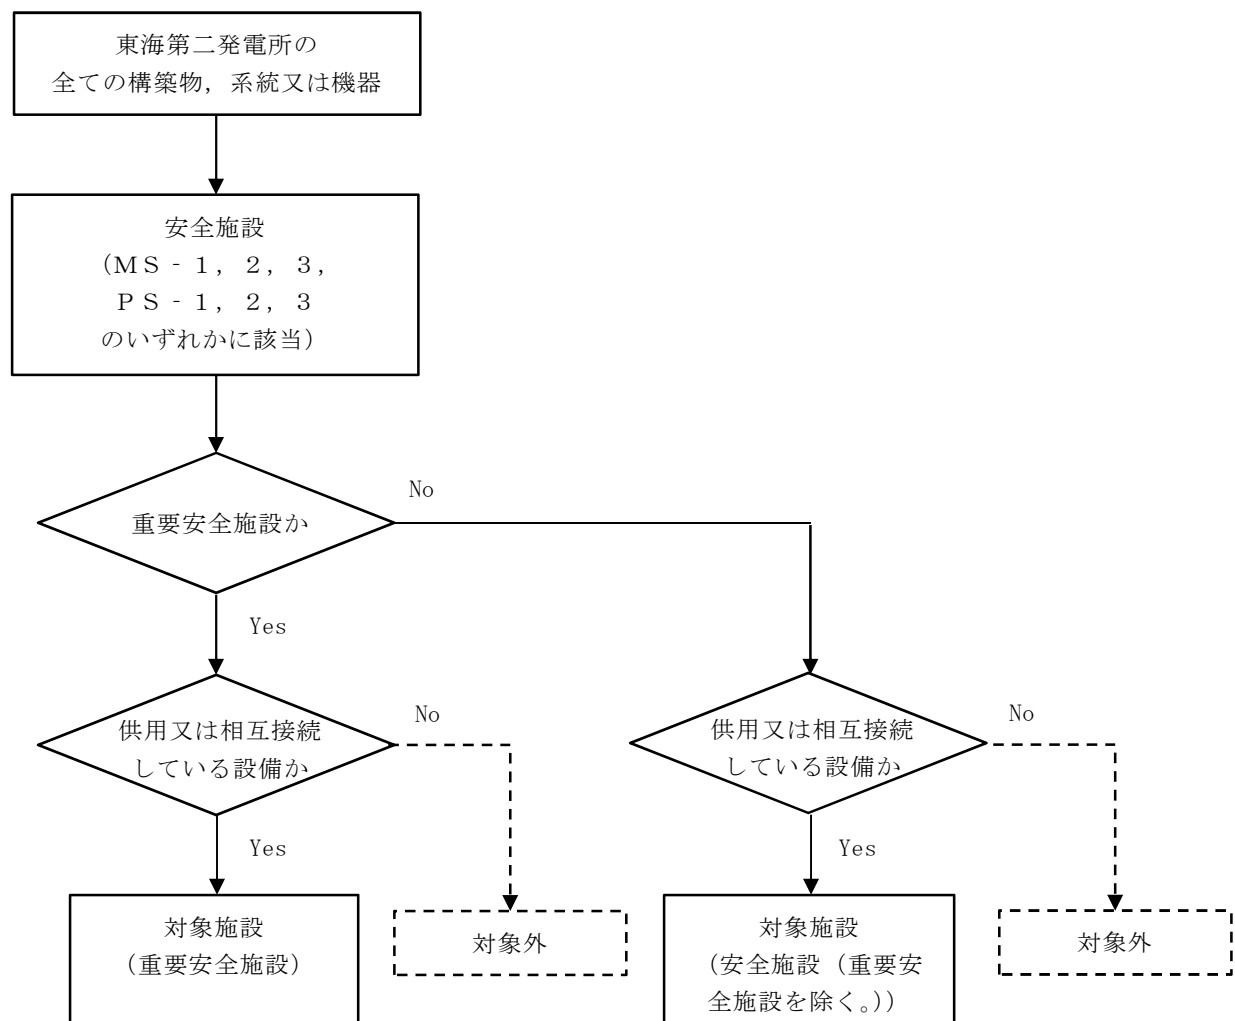 東海第二発電所の
全ての構築物，系統又は機器
安全施設
（ＭＳ‐１，２，３，
ＰＳ‐１，２，３
のいずれかに該当）
重要安全施設か
No
Yes
供用又は相互接続
している設備か
No
Yes
供用又は相互接続
している設備か
No
Yes
対象施設
（重要安全施設）
対象外
対象施設
（安全施設（重要安
全施設を除く。））
対象外